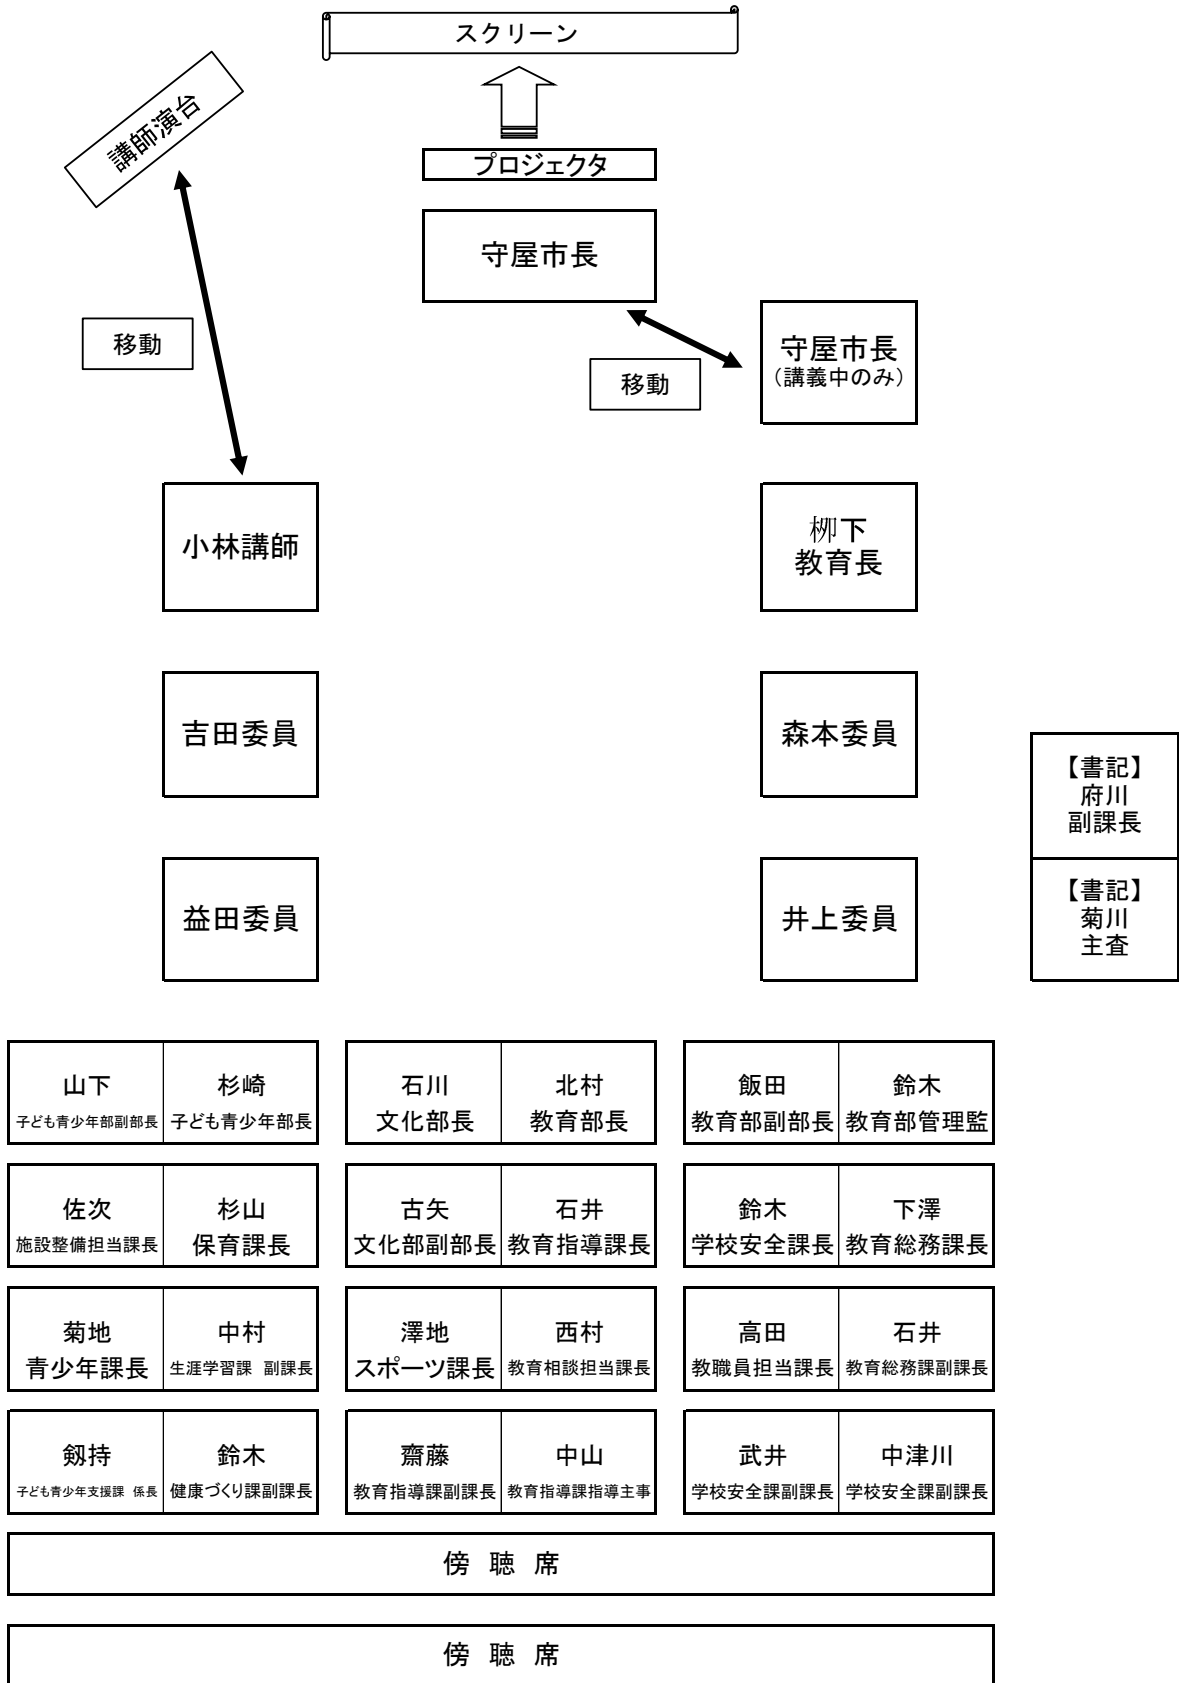 スクリーン
講師演台
プロジェクタ
守屋市長
移動
移動
守屋市長
（講義中のみ）
小林講師
栁下
教育長
吉田委員
森本委員
【書記】
府川
副課長
益田委員
井上委員
【書記】
菊川
主査
山下
子ども青少年部副部長
杉崎
子ども青少年部長
石川
文化部長
北村
教育部長
飯田
教育部副部長
鈴木
教育部管理監
佐次
施設整備担当課長
杉山
保育課長
古矢
文化部副部長
石井
教育指導課長
鈴木
学校安全課長
下澤
教育総務課長
菊地
青少年課長
中村
生涯学習課　副課長
澤地
スポーツ課長
西村
教育相談担当課長
高田
教職員担当課長
石井
教育総務課副課長
剱持
子ども青少年支援課　係長
鈴木
健康づくり課副課長
齋藤
教育指導課副課長
中山
教育指導課指導主事
武井
学校安全課副課長
中津川
学校安全課副課長
傍　聴　席
傍　聴　席